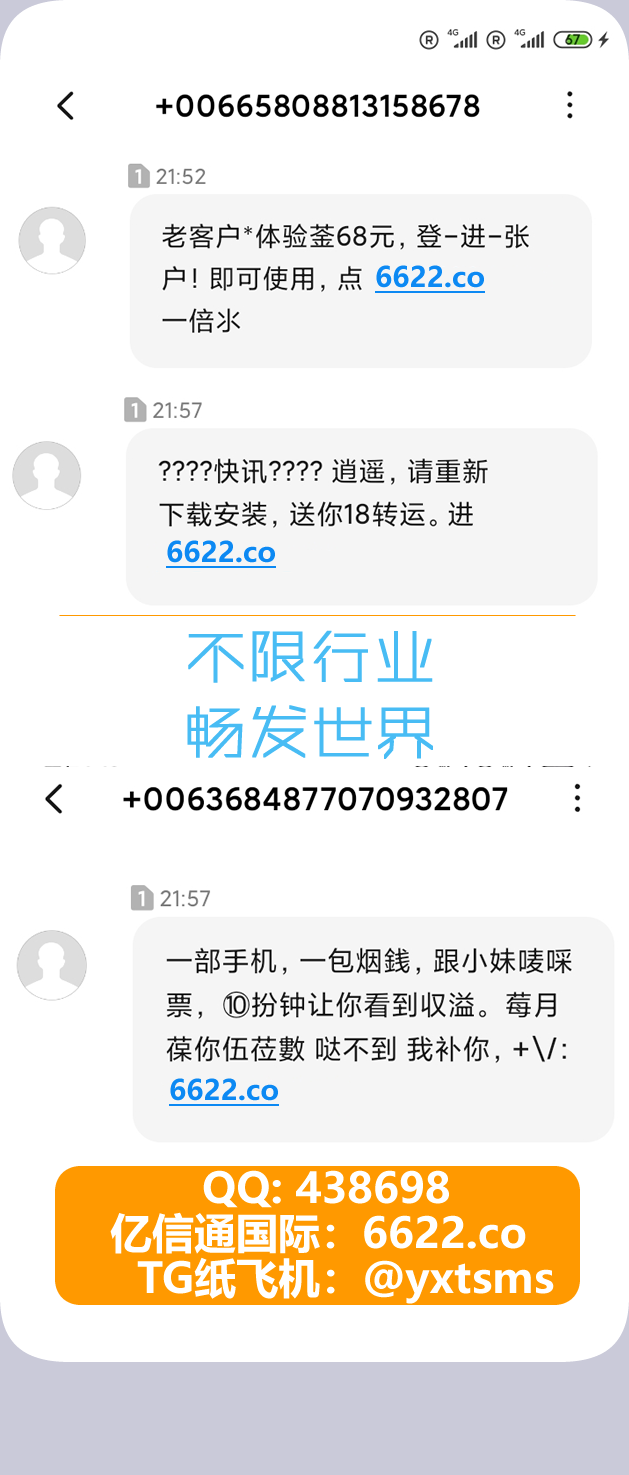 R 4G R 4G 67
+00665808813158678
1 21:52
老客户*体验釜68元, 登-进-张
户! 即可使用, 点 6622.co
一倍氺
1 21:57
????快讯???? 逍遥, 请重新
下载安装, 送你18转运。进
6622.co
不限行业
畅发世界
+0063684877070932807
1 21:57
一部手机, 一包烟銭, 跟小妹唛啋
票, ⑩扮钟让你看到収溢。莓月
葆你伍莅數 哒不到 我补你, +\/:
6622.co
QQ: 438698
亿信通国际: 6622.co
TG纸飞机: @yxtsms